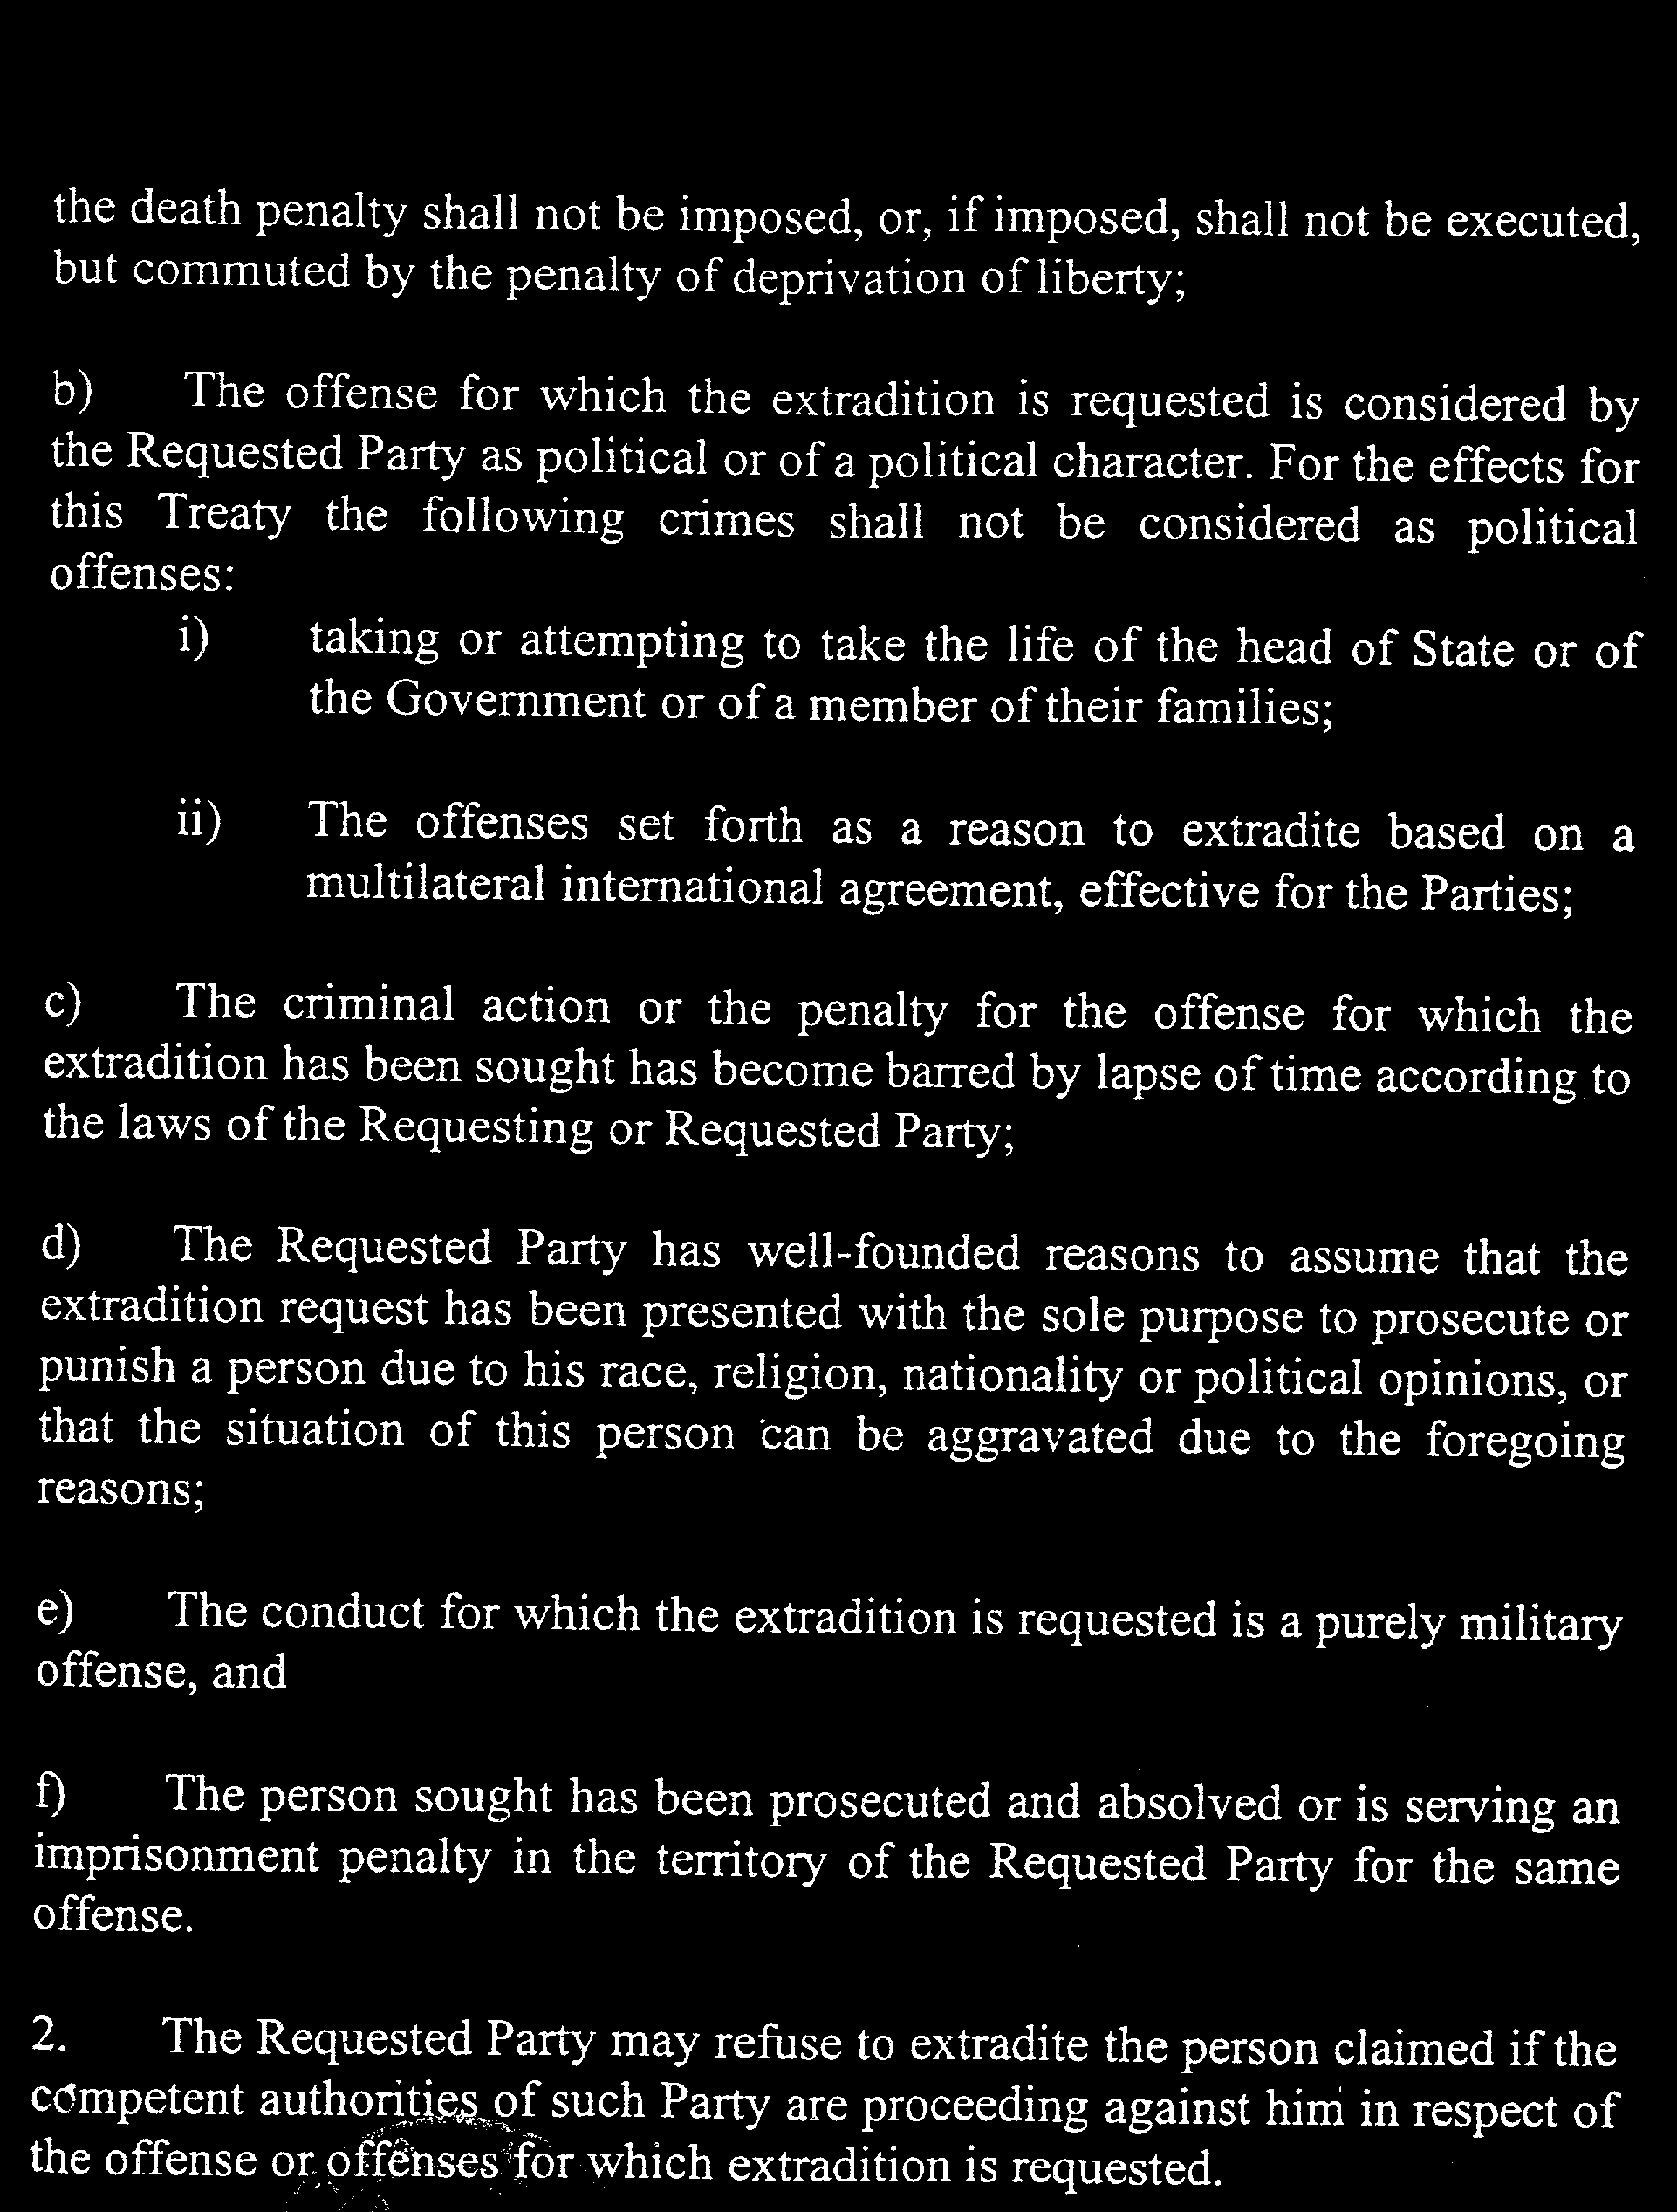 the death penalty shall not be imposed, or, if imposed, shall not be executed,
but commuted by the penalty of deprivation of liberty;
b) The offense for which the extradition is requested is considered by
the Requested Party as political or of a political character. For the effects for
this Treaty the following crimes shall not be considered as political
offenses:
i) taking or attempting to take the life of the head of State or of
the Government or of a member of their families;
ii) The offenses set forth as a reason to extradite based on a
multilateral international agreement, effective for the Parties;
c) The criminal action or the penalty for the offense for which the
extradition has been sought has become barred by lapse of time according to
the laws of the Requesting or Requested Party;
d) The Requested Party has well-founded reasons to assume that the
extradition request has been presented with the sole purpose to prosecute or
punish a person due to his race, religion, nationality or political opinions, or
that the situation of this person can be aggravated due to the foregoing
reasons;
e) The conduct for which the extradition is requested is a purely military
offense, and
f) The person sought has been prosecuted and absolved or is serving an
imprisonment penalty in the territory of the Requested Party for the same
offense.
2. The Requested Party may refuse to extradite the person claimed if the
competent authorities of such Party are proceeding against him in respect of
the offense or offenses for which extradition is requested.